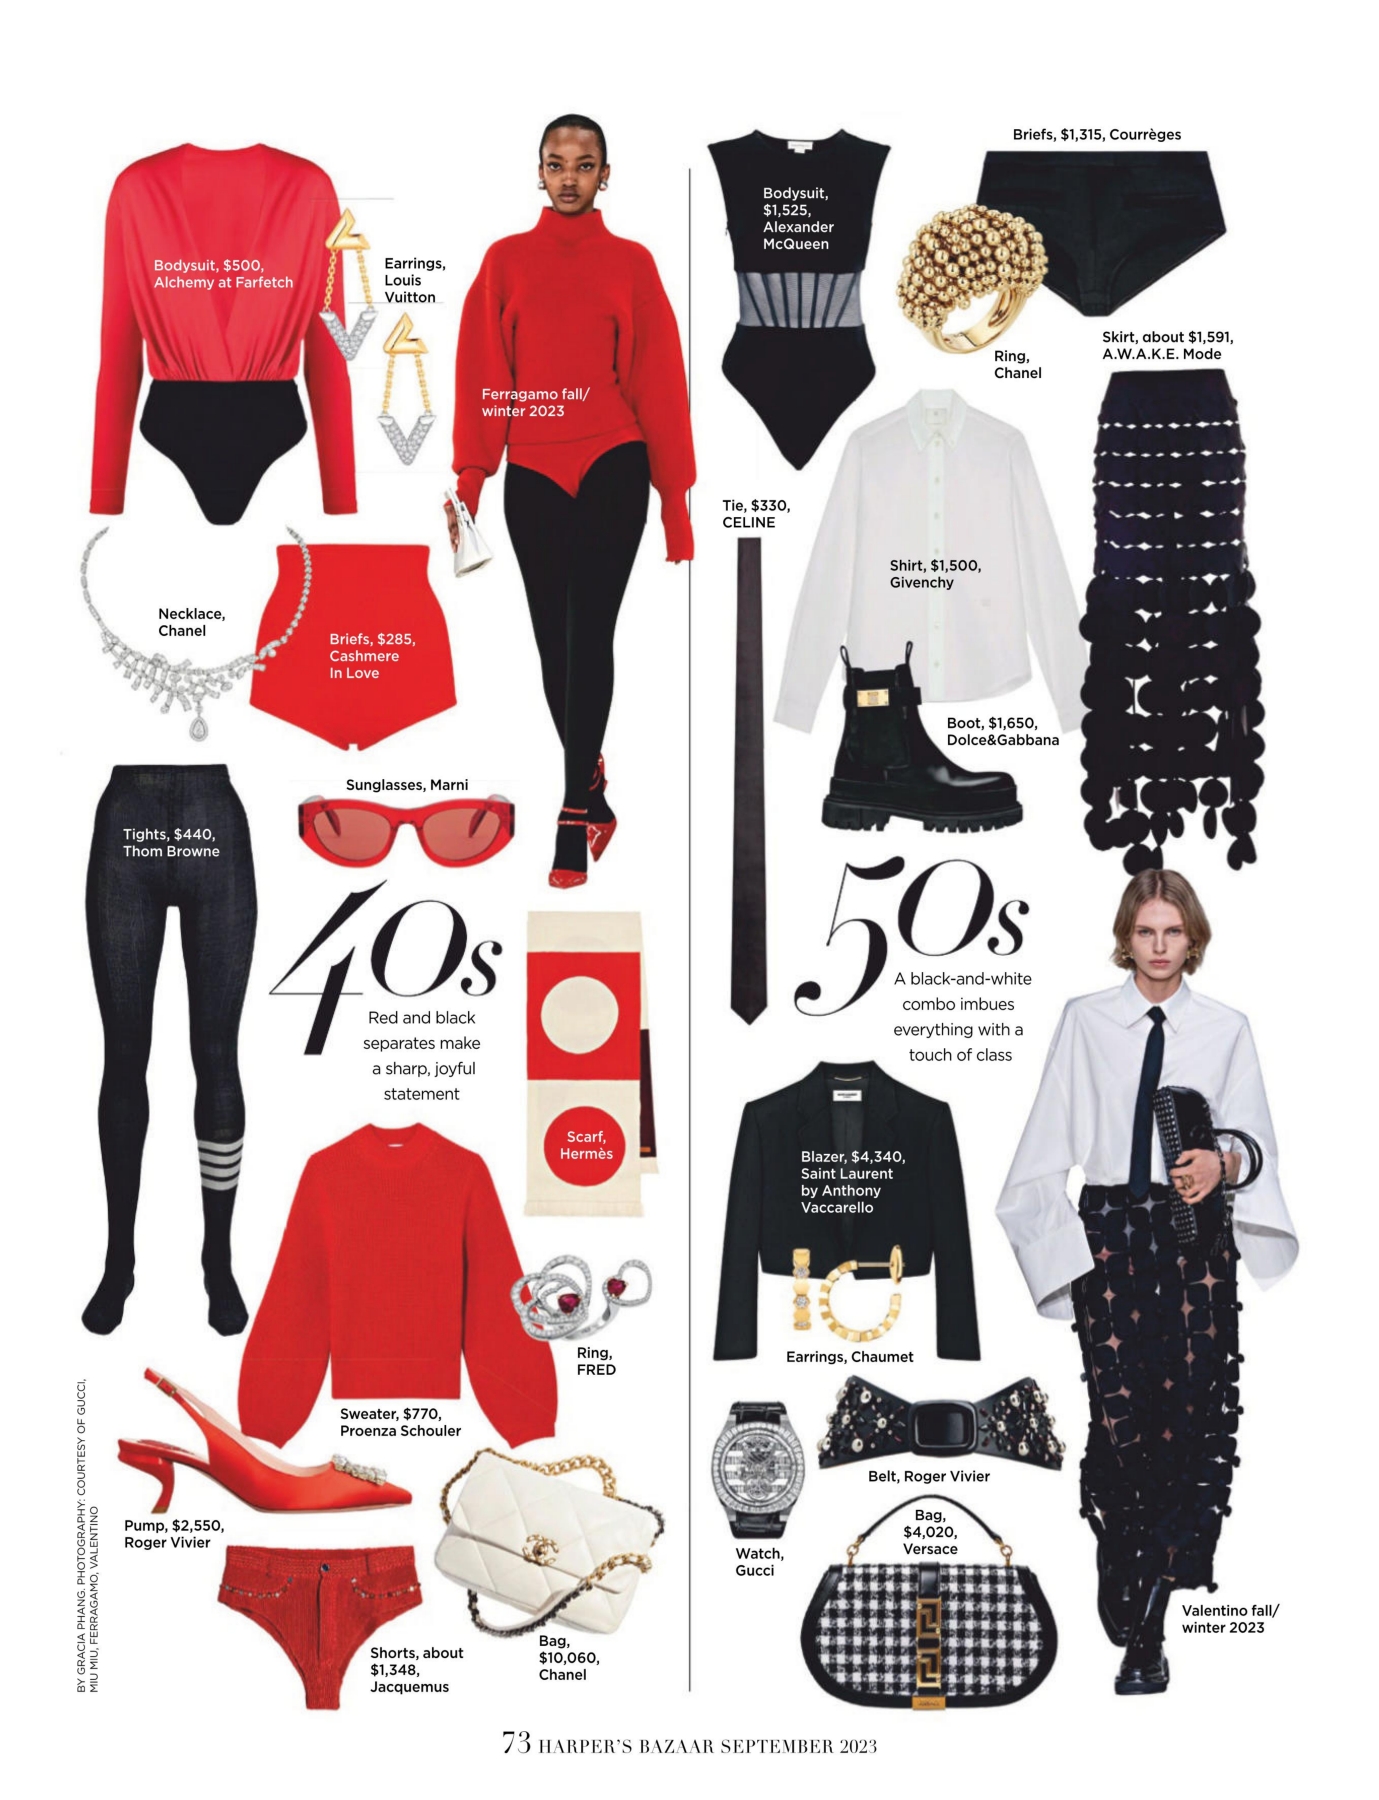 Bodysuit, $500,
Alchemy at Farfetch
Earrings,
Louis
Vuitton
Ferragamo fall/
winter 2023
Necklace,
Chanel
Briefs, $285,
Cashmere
In Love
Sunglasses, Marni
Tights, $440,
Thom Browne
40s
Red and black
separates make
a sharp, joyful
statement
Scarf,
Hermès
Ring,
FRED
Sweater, $770,
Proenza Schouler
Pump, $2,550,
Roger Vivier
Shorts, about
$1,348,
Jacquemus
Bag,
$10,060,
Chanel
BY GRACIA PHANG. PHOTOGRAPHY: COURTESY OF GUCCI,
MIU MIU, FERRAGAMO, VALENTINO
Bodysuit,
$1,525,
Alexander
McQueen
Briefs, $1,315, Courrèges
Ring,
Chanel
Skirt, about $1,591,
A.W.A.K.E. Mode
Tie, $330,
CELINE
Shirt, $1,500,
Givenchy
Boot, $1,650,
Dolce&Gabbana
50s
A black-and-white
combo imbues
everything with a
touch of class
Blazer, $4,340,
Saint Laurent
by Anthony
Vaccarello
Earrings, Chaumet
Belt, Roger Vivier
Watch,
Gucci
Bag,
$4,020,
Versace
Valentino fall/
winter 2023
73 HARPER'S BAZAAR SEPTEMBER 2023